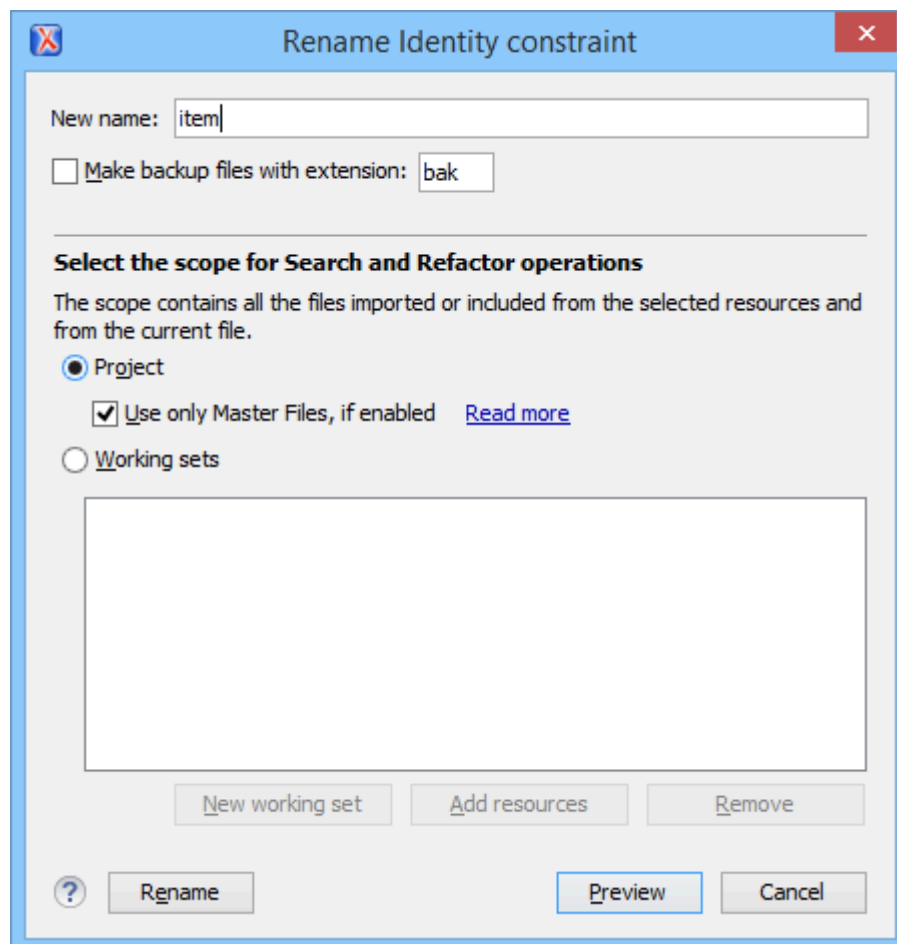 Rename Identity constraint
New name: item
Make backup files with extension: bak
Select the scope for Search and Refactor operations
The scope contains all the files imported or included from the selected resources and
from the current file.
Project
Use only Master Files, if enabled Read more
Working sets
New working set Add resources Remove
? Rename Preview Cancel